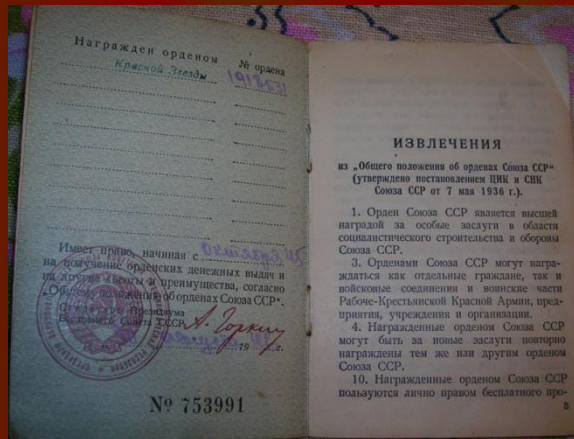 Награжден орденом
№ ордена
Красной Звезды
Имеет право, начиная с
на получение орденских денежных выдач и
на другие льготы и преимущества, согласно
„Общего положения об орденах Союза ССР“.
Президиума
Верховного Совета СССР А. Горкин
19 г.
№ 753991
ИЗВЛЕЧЕНИЯ
из „Общего положения об орденах Союза ССР“
(утверждено постановлением ЦИК и СНК
Союза ССР от 7 мая 1936 г.).
1. Орден Союза ССР является высшей
наградой за особые заслуги в области
социалистического строительства и обороны
Союза ССР.
3. Орденами Союза ССР могут награ-
ждаться как отдельные граждане, так и
войсковые соединения и воинские части
Рабоче-Крестьянской Красной Армии, пред-
приятия, учреждения и организации.
4. Награжденные орденом Союза ССР
могут быть за новые заслуги повторно
награждены тем же или другим орденом
Союза ССР.
10. Награжденные орденом Союза ССР
пользуются лично правом бесплатного про-